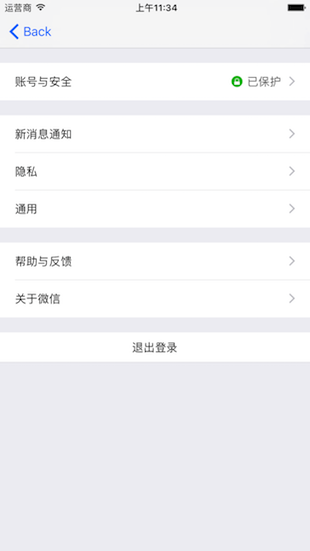 运营商 上午11:34
Back
账号与安全 已保护
新消息通知
隐私
通用
帮助与反馈
关于微信
退出登录